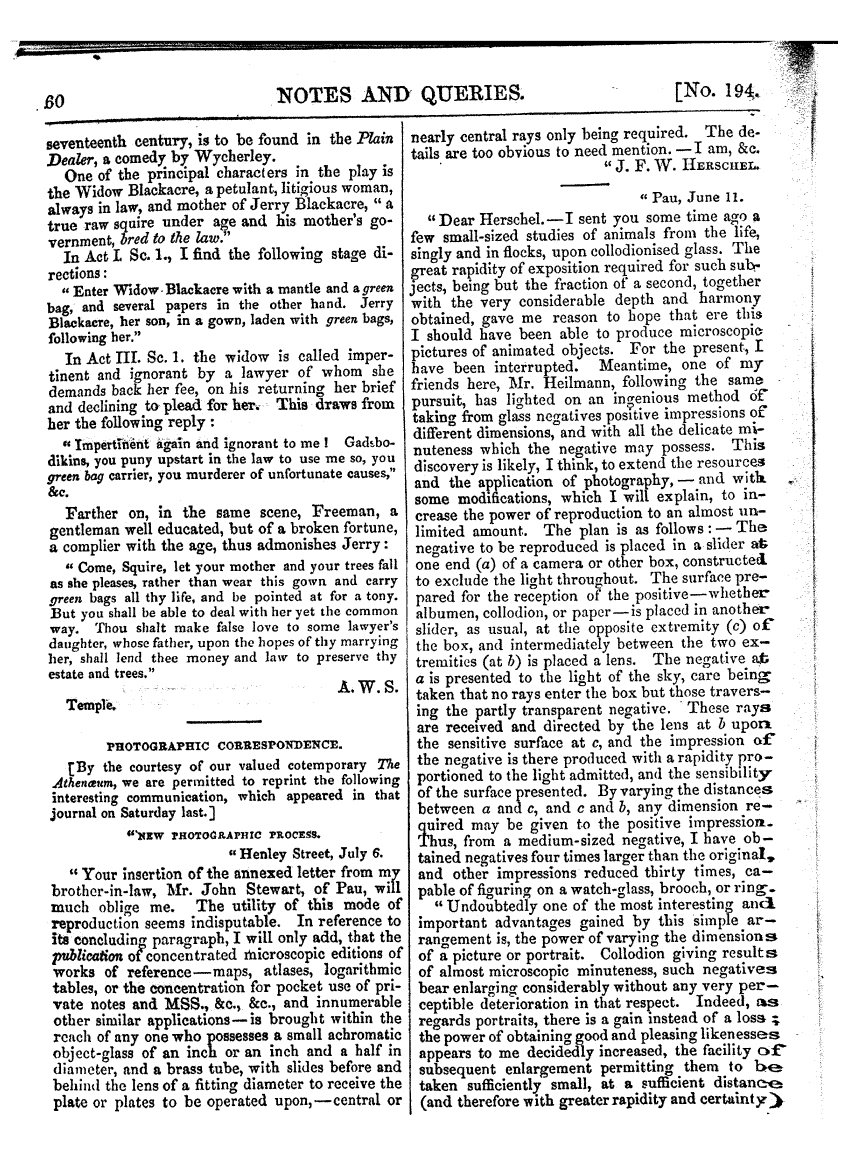 60
NOTES AND QUERIES.
[No. 194.
seventeenth century, is to be found in the Plain
Dealer, a comedy by Wycherley.
One of the principal characters in the play is
the Widow Blackacre, a petulant, litigious woman,
always in law, and mother of Jerry Blackacre, “ a
true raw squire under age and his mother's go-
vernment, bred to the law.”
In Act I. Sc. 1., I find the following stage di-
rections :
“ Enter Widow Blackacre with a mantle and a green
bag, and several papers in the other hand. Jerry
Blackacre, her son, in a gown, laden with green bags,
following her.”
In Act III. Sc. 1. the widow is called imper-
tinent and ignorant by a lawyer of whom she
demands back her fee, on his returning her brief
and declining to plead for her. This draws from
her the following reply :
“ Impertinent again and ignorant to me ! Gadsbo-
dikins, you puny upstart in the law to use me so, you
green bag carrier, you murderer of unfortunate causes,”
&c.
Farther on, in the same scene, Freeman, a
gentleman well educated, but of a broken fortune,
a complier with the age, thus admonishes Jerry :
“ Come, Squire, let your mother and your trees fall
as she pleases, rather than wear this gown and carry
green bags all thy life, and be pointed at for a tony.
But you shall be able to deal with her yet the common
way. Thou shalt make false love to some lawyer's
daughter, whose father, upon the hopes of thy marrying
her, shall lend thee money and law to preserve thy
estate and trees.”
A. W. S.
Temple.
PHOTOGRAPHIC CORRESPONDENCE.
[By the courtesy of our valued cotemporary The
Athenæum, we are permitted to reprint the following
interesting communication, which appeared in that
journal on Saturday last.]
“NEW PHOTOGRAPHIC PROCESS.
“ Henley Street, July 6.
“ Your insertion of the annexed letter from my
brother-in-law, Mr. John Stewart, of Pau, will
much oblige me. The utility of this mode of
reproduction seems indisputable. In reference to
its concluding paragraph, I will only add, that the
publication of concentrated microscopic editions of
works of reference — maps, atlases, logarithmic
tables, or the concentration for pocket use of pri-
vate notes and MSS., &c., &c., and innumerable
other similar applications — is brought within the
reach of any one who possesses a small achromatic
object-glass of an inch or an inch and a half in
diameter, and a brass tube, with slides before and
behind the lens of a fitting diameter to receive the
plate or plates to be operated upon, — central or
nearly central rays only being required. The de-
tails are too obvious to need mention. — I am, &c.
“ J. F. W. HERSCHEL.
“ Pau, June 11.
“ Dear Herschel. — I sent you some time ago a
few small-sized studies of animals from the life,
singly and in flocks, upon collodionised glass. The
great rapidity of exposition required for such sub-
jects, being but the fraction of a second, together
with the very considerable depth and harmony
obtained, gave me reason to hope that ere this
I should have been able to produce microscopic
pictures of animated objects. For the present, I
have been interrupted. Meantime, one of my
friends here, Mr. Heilmann, following the same
pursuit, has lighted on an ingenious method of
taking from glass negatives positive impressions of
different dimensions, and with all the delicate mi-
nuteness which the negative may possess. This
discovery is likely, I think, to extend the resources
and the application of photography, — and with
some modifications, which I will explain, to in-
crease the power of reproduction to an almost un-
limited amount. The plan is as follows : — The
negative to be reproduced is placed in a slider at
one end (a) of a camera or other box, constructed
to exclude the light throughout. The surface pre-
pared for the reception of the positive — whether
albumen, collodion, or paper — is placed in another
slider, as usual, at the opposite extremity (c) of
the box, and intermediately between the two ex-
tremities (at b) is placed a lens. The negative at
a is presented to the light of the sky, care being
taken that no rays enter the box but those travers-
ing the partly transparent negative. These rays
are received and directed by the lens at b upon
the sensitive surface at c, and the impression of
the negative is there produced with a rapidity pro-
portioned to the light admitted, and the sensibility
of the surface presented. By varying the distances
between a and c, and c and b, any dimension re-
quired may be given to the positive impression.
Thus, from a medium-sized negative, I have ob-
tained negatives four times larger than the original,
and other impressions reduced thirty times, ca-
pable of figuring on a watch-glass, brooch, or ring.
“ Undoubtedly one of the most interesting and
important advantages gained by this simple ar-
rangement is, the power of varying the dimensions
of a picture or portrait. Collodion giving results
of almost microscopic minuteness, such negatives
bear enlarging considerably without any very per-
ceptible deterioration in that respect. Indeed, as
regards portraits, there is a gain instead of a loss ;
the power of obtaining good and pleasing likenesses
appears to me decidedly increased, the facility of
subsequent enlargement permitting them to be
taken sufficiently small, at a sufficient distance
(and therefore with greater rapidity and certainty)